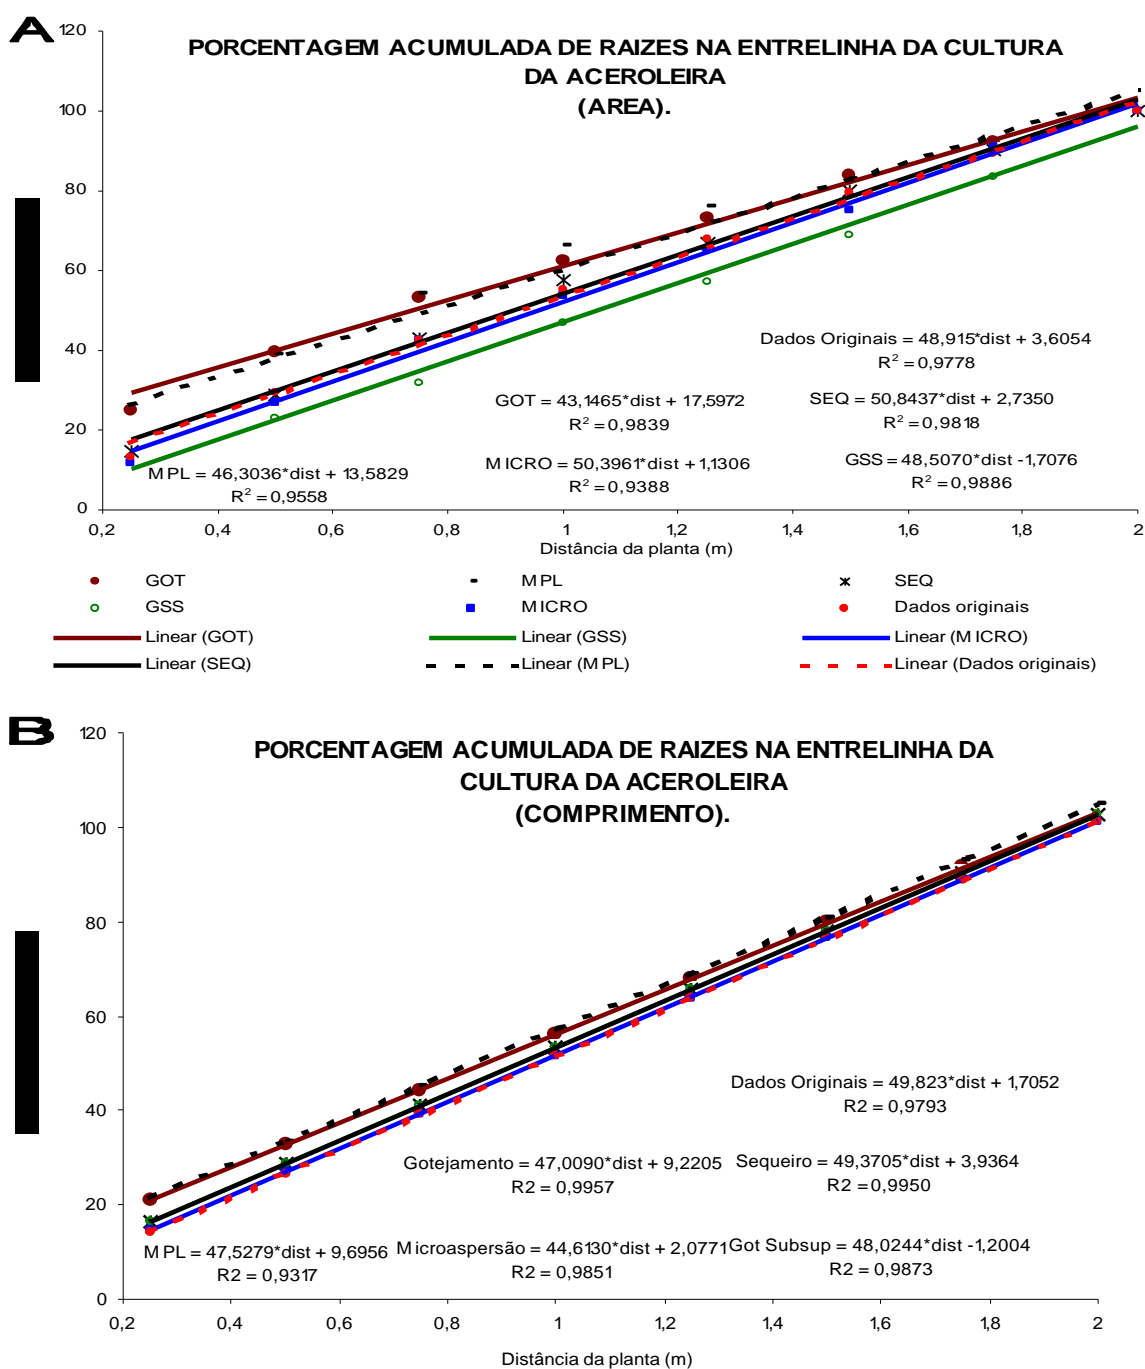 A
PORCENTAGEM ACUMULADA DE RAIZES NA ENTRELINHA DA CULTURA
DA ACEROLEIRA
(AREA).
120
100
80
60
40
20
0
Dados Originais = 48,915*dist + 3,6054
R² = 0,9778
GOT = 43,1465*dist + 17,5972
R² = 0,9839
SEQ = 50,8437*dist + 2,7350
R² = 0,9818
MPL = 46,3036*dist + 13,5829
R² = 0,9558
MICRO = 50,3961*dist + 1,1306
R² = 0,9388
GSS = 48,5070*dist -1,7076
R² = 0,9886
0,2 0,4 0,6 0,8 1 1,2 1,4 1,6 1,8 2
Distância da planta (m)
GOT MPL SEQ
GSS MICRO Dados originais
Linear (GOT) Linear (GSS) Linear (MICRO)
Linear (SEQ) Linear (MPL) Linear (Dados originais)
B
PORCENTAGEM ACUMULADA DE RAIZES NA ENTRELINHA DA
CULTURA DA ACEROLEIRA
(COMPRIMENTO).
120
100
80
60
40
20
0
Dados Originais = 49,823*dist + 1,7052
R2 = 0,9793
Gotejamento = 47,0090*dist + 9,2205
R2 = 0,9957
Sequeiro = 49,3705*dist + 3,9364
R2 = 0,9950
MPL = 47,5279*dist + 9,6956
R2 = 0,9317
Microaspersão = 44,6130*dist + 2,0771
R2 = 0,9851
Got Subsup = 48,0244*dist -1,2004
R2 = 0,9873
0,2 0,4 0,6 0,8 1 1,2 1,4 1,6 1,8 2
Distância da planta (m)